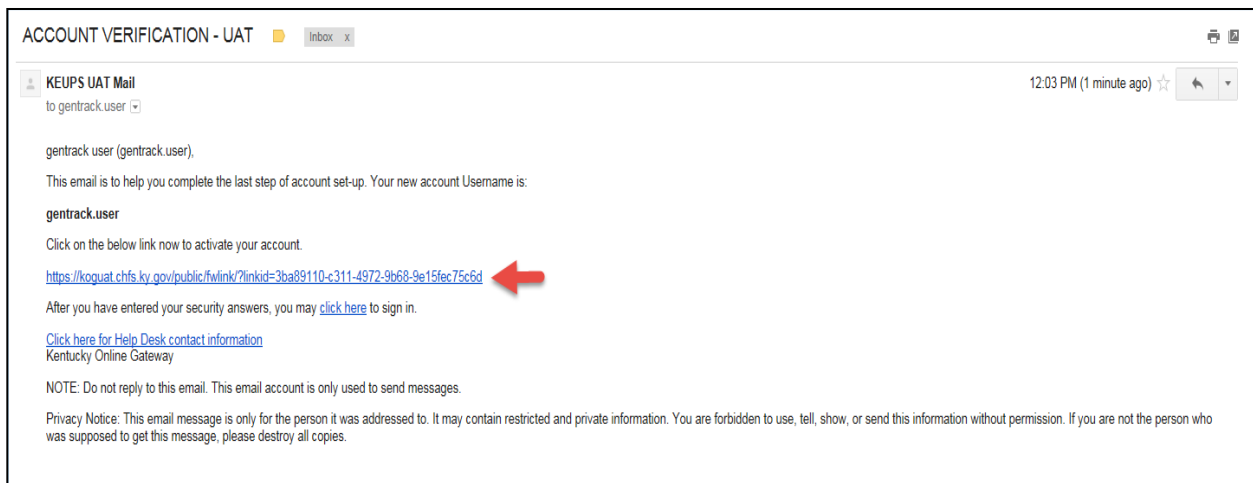 ACCOUNT VERIFICATION - UAT Inbox x
KEUPS UAT Mail 12:03 PM (1 minute ago)
to gentrack.user
gentrack user (gentrack.user),
This email is to help you complete the last step of account set-up. Your new account Username is:
gentrack.user
Click on the below link now to activate your account.
https://koguat.chfs.ky.gov/public/fwlink/?linkid=3ba89110-c311-4972-9b68-9e15fec75c6d
After you have entered your security answers, you may click here to sign in.
Click here for Help Desk contact information
Kentucky Online Gateway
NOTE: Do not reply to this email. This email account is only used to send messages.
Privacy Notice: This email message is only for the person it was addressed to. It may contain restricted and private information. You are forbidden to use, tell, show, or send this information without permission. If you are not the person who
was supposed to get this message, please destroy all copies.